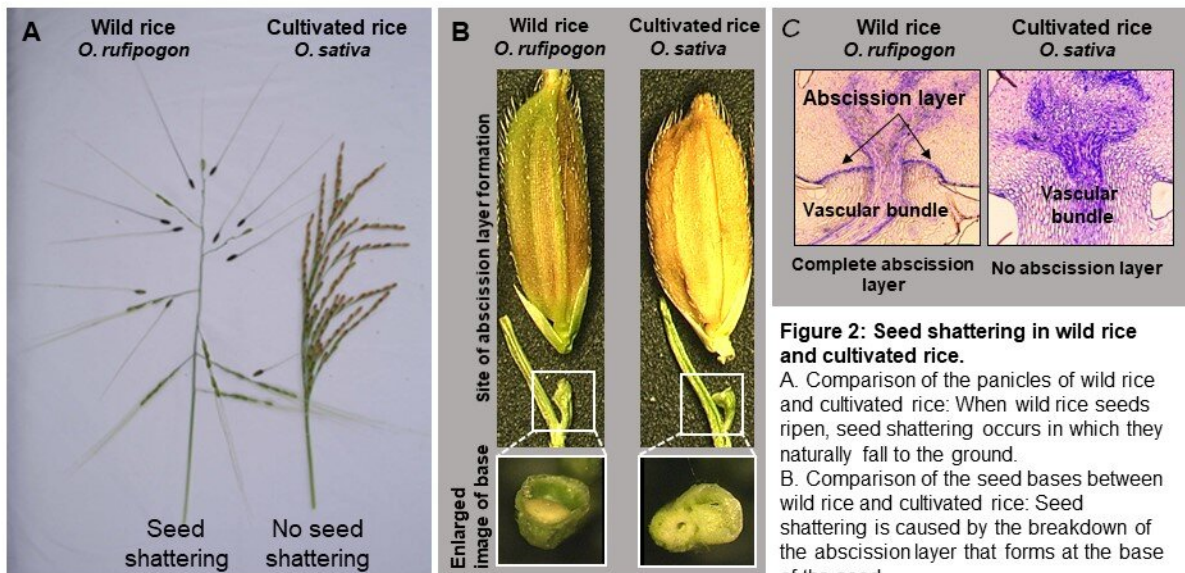 A
Wild rice
O. rufipogon
Cultivated rice
O. sativa
Seed
shattering
No seed
shattering
B
Wild rice
O. rufipogon
Cultivated rice
O. sativa
Site of abscission layer formation
Enlarged
image of base
C
Wild rice
O. rufipogon
Cultivated rice
O. sativa
Abscission layer
Vascular bundle
Vascular
bundle
Complete abscission
layer
No abscission layer
Figure 2: Seed shattering in wild rice
and cultivated rice.
A. Comparison of the panicles of wild rice
and cultivated rice: When wild rice seeds
ripen, seed shattering occurs in which they
naturally fall to the ground.
B. Comparison of the seed bases between
wild rice and cultivated rice: Seed
shattering is caused by the breakdown of
the abscission layer that forms at the base